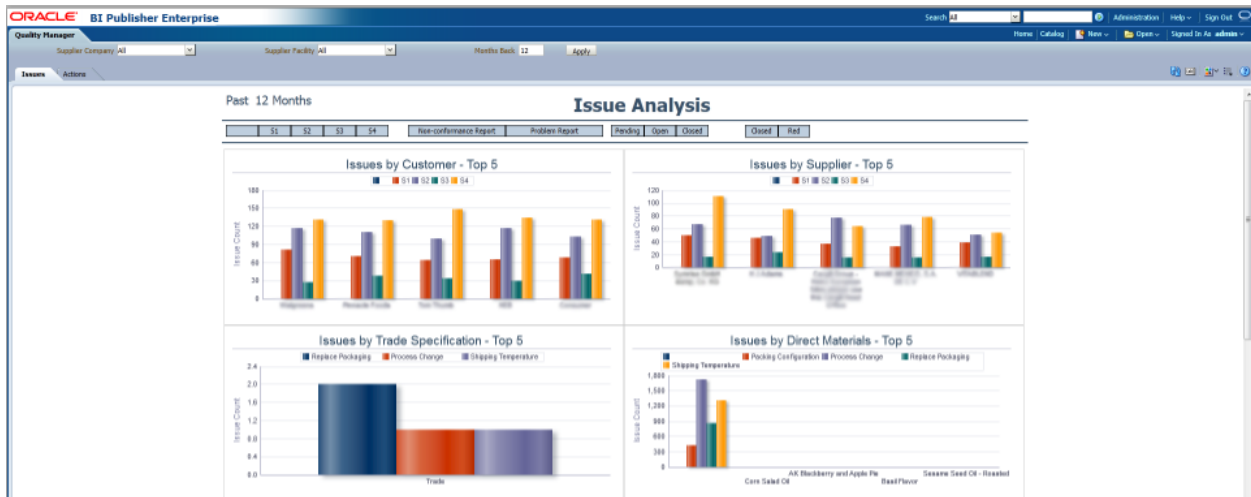 ORACLE BI Publisher Enterprise Search All Administration Help Sign Out
Quality Manager Home Catalog New Open Signed In As admin
Supplier Company All Supplier Facility All Months Back 12 Apply
Issues Actions
Past 12 Months
Issue Analysis
S1 S2 S3 S4 Non-conformance Report Problem Report Pending Open Closed Closed Red
Issues by Customer - Top 5
S1 S2 S3 S4
180
150
120
90
60
30
0
Issue Count
Issues by Supplier - Top 5
S1 S2 S3 S4
120
100
80
60
40
20
0
Issue Count
Issues by Trade Specification - Top 5
Replace Packaging Process Change Shipping Temperature
2.4
2.0
1.6
1.2
0.8
0.4
0.0
Issue Count
Trade
Issues by Direct Materials - Top 5
Packing Configuration Process Change Replace Packaging
Shipping Temperature
1,800
1,500
1,200
900
600
300
0
Issue Count
AK Blackberry and Apple Pie Sesame Seed Oil - Roasted
Corn Salad Oil Basil Flavor